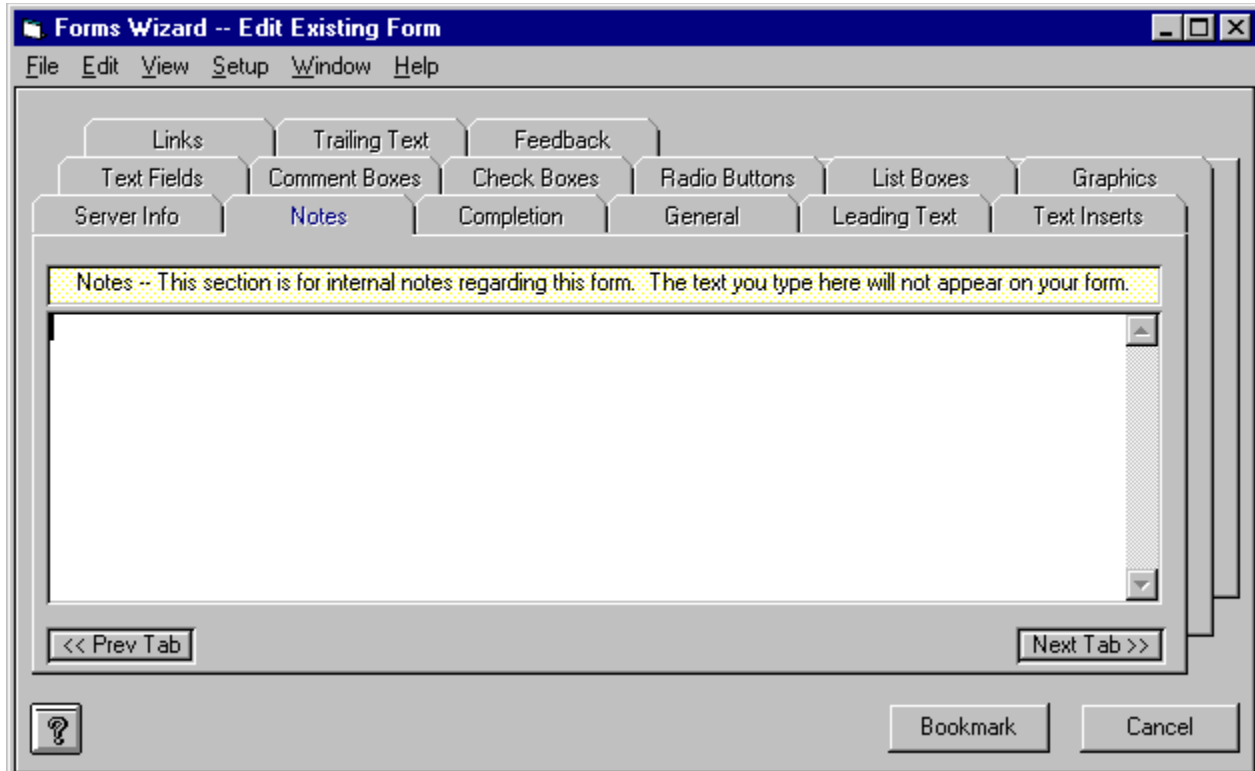 Forms Wizard -- Edit Existing Form
File Edit View Setup Window Help
Links Trailing Text Feedback
Text Fields Comment Boxes Check Boxes Radio Buttons List Boxes Graphics
Server Info Notes Completion General Leading Text Text Inserts
Notes -- This section is for internal notes regarding this form. The text you type here will not appear on your form.
<< Prev Tab Next Tab >>
? Bookmark Cancel